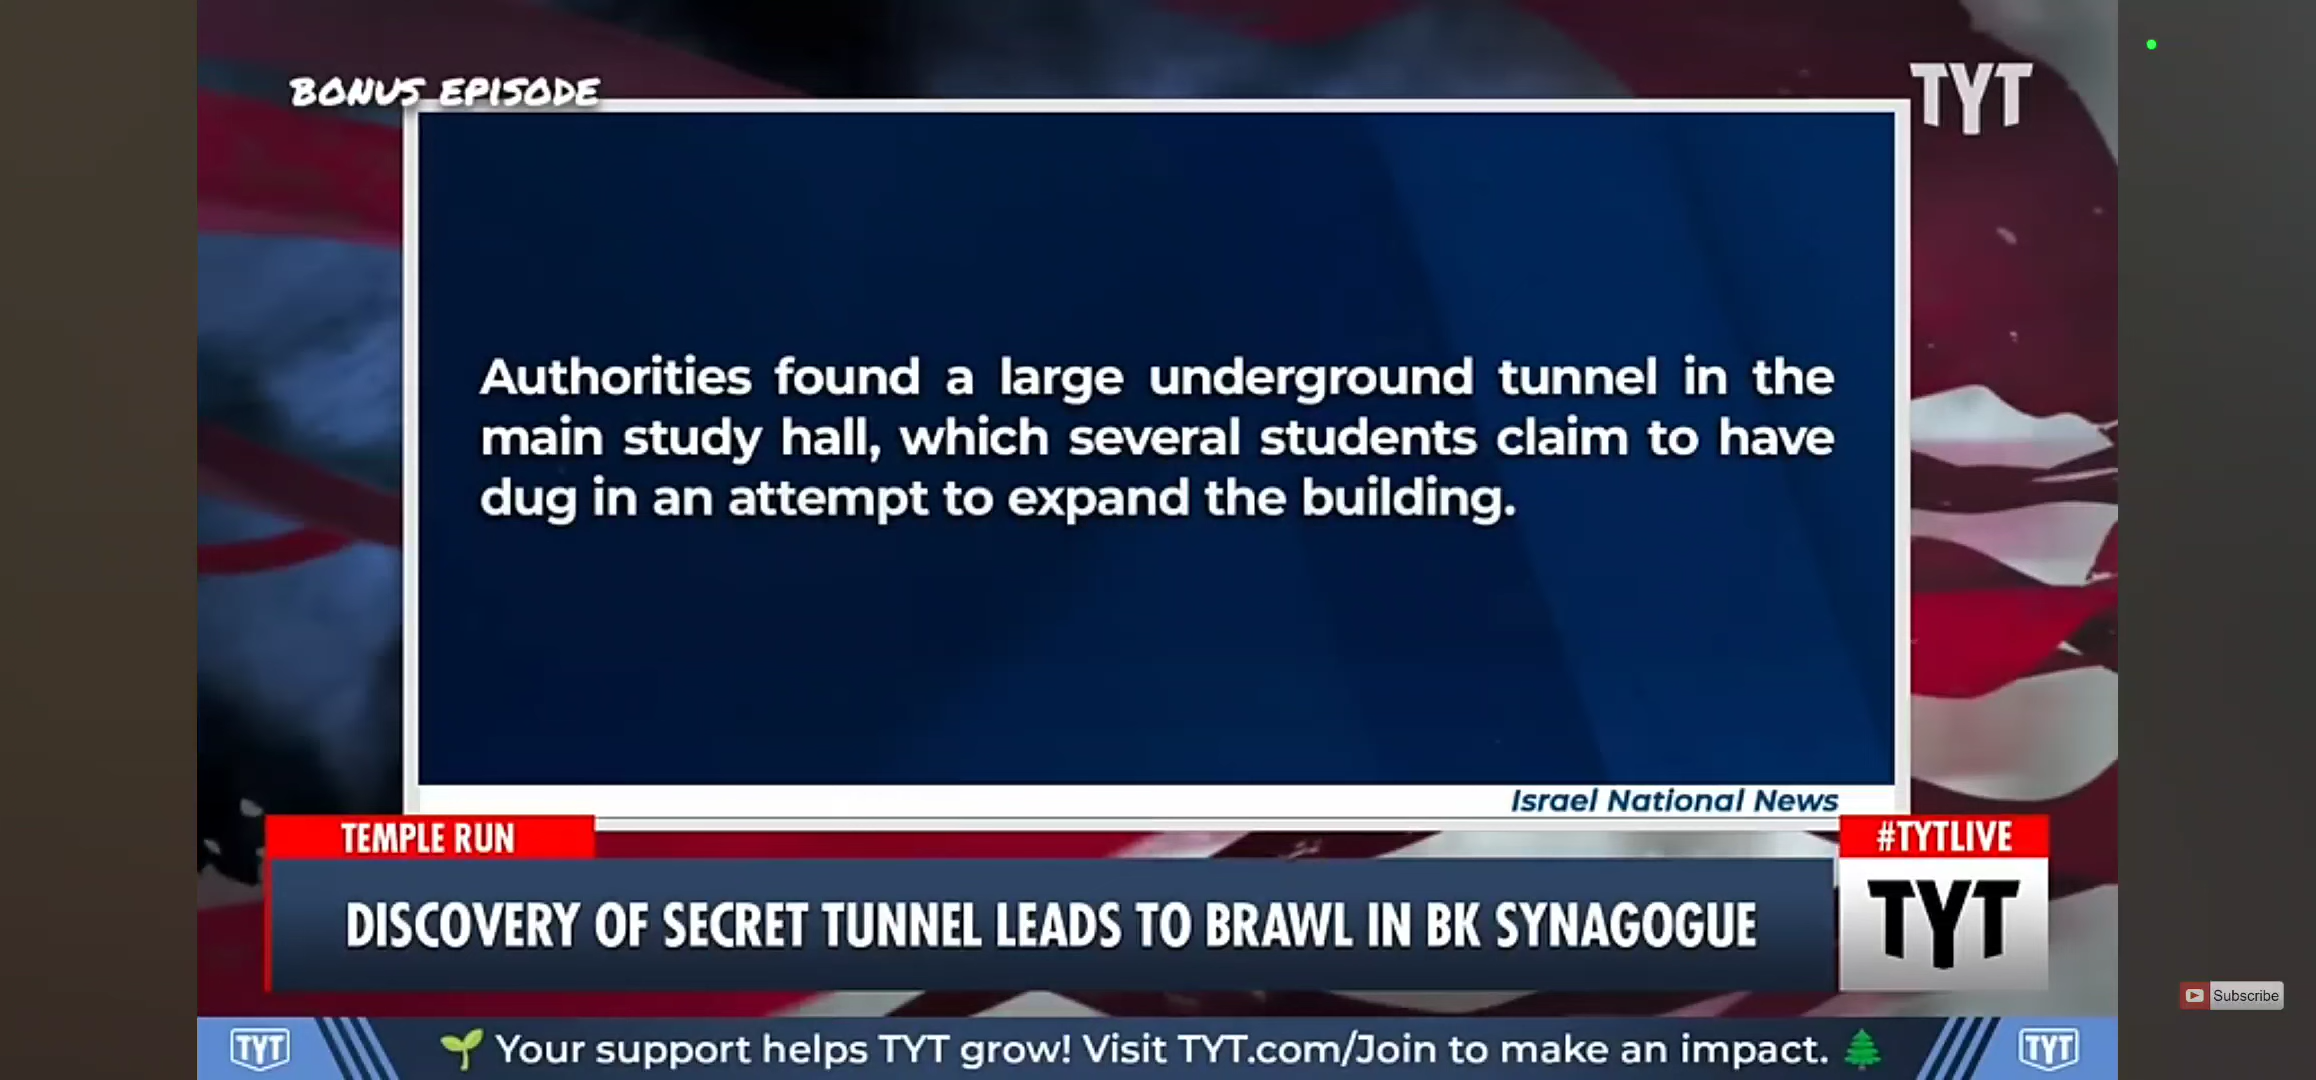 BONUS EPISODE
TYT
Authorities found a large underground tunnel in the
main study hall, which several students claim to have
dug in an attempt to expand the building.
Israel National News
TEMPLE RUN
#TYTLIVE
DISCOVERY OF SECRET TUNNEL LEADS TO BRAWL IN BK SYNAGOGUE
TYT
Subscribe
TYT
Your support helps TYT grow! Visit TYT.com/Join to make an impact.
TYT